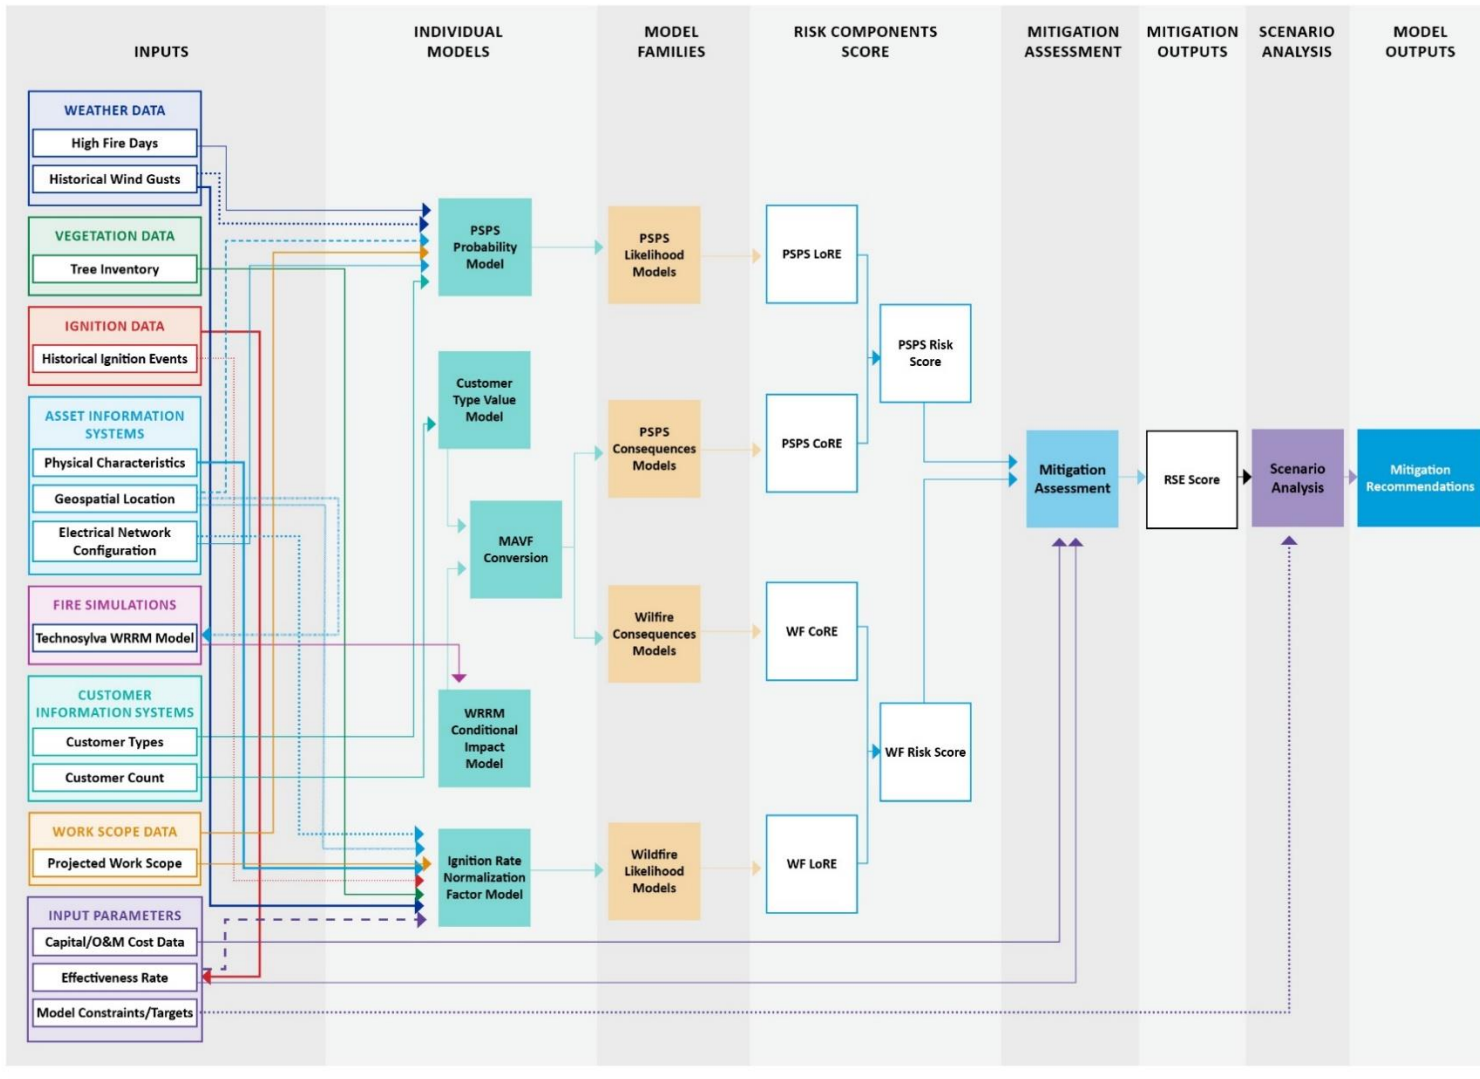 INPUTS
INDIVIDUAL
MODELS
MODEL
FAMILIES
RISK COMPONENTS
SCORE
MITIGATION
ASSESSMENT
MITIGATION
OUTPUTS
SCENARIO
ANALYSIS
MODEL
OUTPUTS
WEATHER DATA
High Fire Days
Historical Wind Gusts
VEGETATION DATA
Tree Inventory
IGNITION DATA
Historical Ignition Events
ASSET INFORMATION
SYSTEMS
Physical Characteristics
Geospatial Location
Electrical Network
Configuration
FIRE SIMULATIONS
Technosylva WRRM Model
CUSTOMER
INFORMATION SYSTEMS
Customer Types
Customer Count
WORK SCOPE DATA
Projected Work Scope
INPUT PARAMETERS
Capital/O&M Cost Data
Effectiveness Rate
Model Constraints/Targets
PSPS
Probability
Model
Customer
Type Value
Model
MAVF
Conversion
WRRM
Conditional
Impact
Model
Ignition Rate
Normalization
Factor Model
PSPS
Likelihood
Models
PSPS
Consequences
Models
Wilfire
Consequences
Models
Wildfire
Likelihood
Models
PSPS LoRE
PSPS CoRE
WF CoRE
WF LoRE
PSPS Risk
Score
WF Risk Score
Mitigation
Assessment
RSE Score
Scenario
Analysis
Mitigation
Recommendations